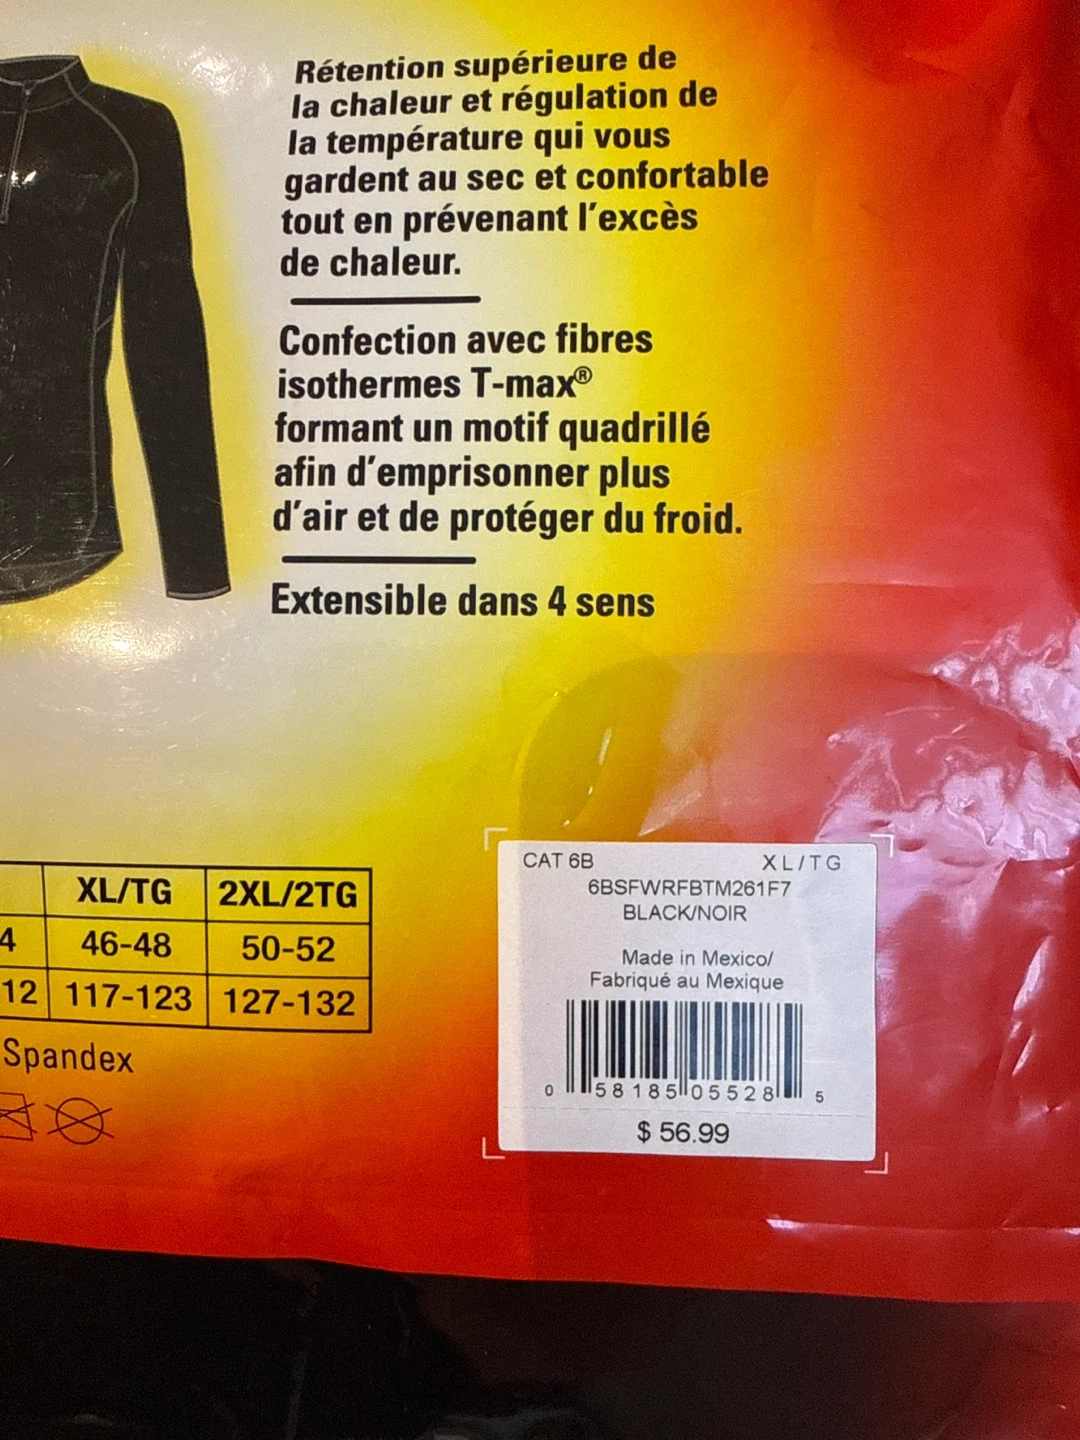 Rétention supérieure de
la chaleur et régulation de
la température qui vous
gardent au sec et confortable
tout en prévenant l'excès
de chaleur.
Confection avec fibres
isothermes T-max®
formant un motif quadrillé
afin d'emprisonner plus
d'air et de protéger du froid.
Extensible dans 4 sens
XL/TG 2XL/2TG
4 46-48 50-52
12 117-123 127-132
Spandex
CAT 6B XL/TG
6BSFWRFBTM261F7
BLACK/NOIR
Made in Mexico/
Fabriqué au Mexique
0 58185 05528 5
$ 56.99